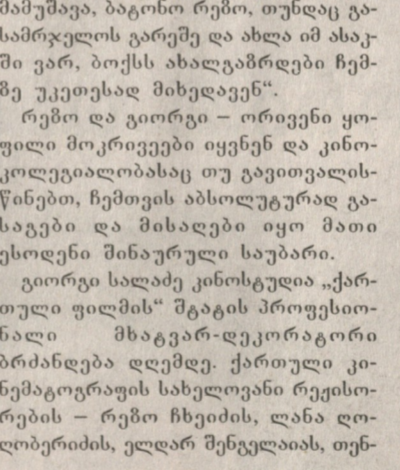 მამუშავა, ბატონო რეზო, თუნდაც გა-
სამრჯელოს გარეშე და ახლა იმ ასაკ-
ში ვარ, ბოქსს ახალგაზრდები ჩემ-
ზე უკეთესად მიხედავენ“.
რეზო და გიორგი – ორივენი ყო-
ფილი მოკრივეები იყვნენ და კინო-
კოლეგიალობასაც თუ გავითვალის-
წინებთ, ჩემთვის აბსოლუტურად გა-
საგები და მისაღები იყო მათი
ესოდენი შინაურული საუბარი.
გიორგი სალაძე კინოსტუდია „ქარ-
თული ფილმის“ შტატის პროფესიო-
ნალი მხატვარ-დეკორატორი
ბრძანდება დღემდე. ქართული კი-
ნემატოგრაფის სახელოვანი რეჟისო-
რების – რეზო ჩხეიძის, ლანა ღო-
ღობერიძის, ელდარ შენგელაიას, თენ-